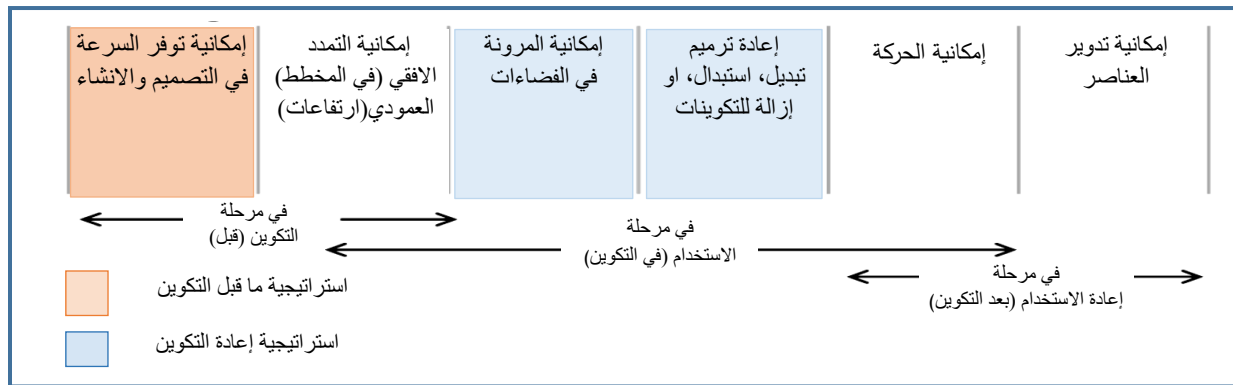 إمكانية تدوير
العناصر
إمكانية الحركة
إعادة ترميم
تبديل، استبدال، او
إزالة للتكوينات
إمكانية المرونة
في الفضاءات
إمكانية التمدد
الافقي (في المخطط)
العمودي(ارتفاعات)
إمكانية توفر السرعة
في التصميم والانشاء
في مرحلة
التكوين (قبل)
في مرحلة
الاستخدام (في التكوين)
في مرحلة
إعادة الاستخدام (بعد التكوين)
استراتيجية ما قبل التكوين
استراتيجية إعادة التكوين